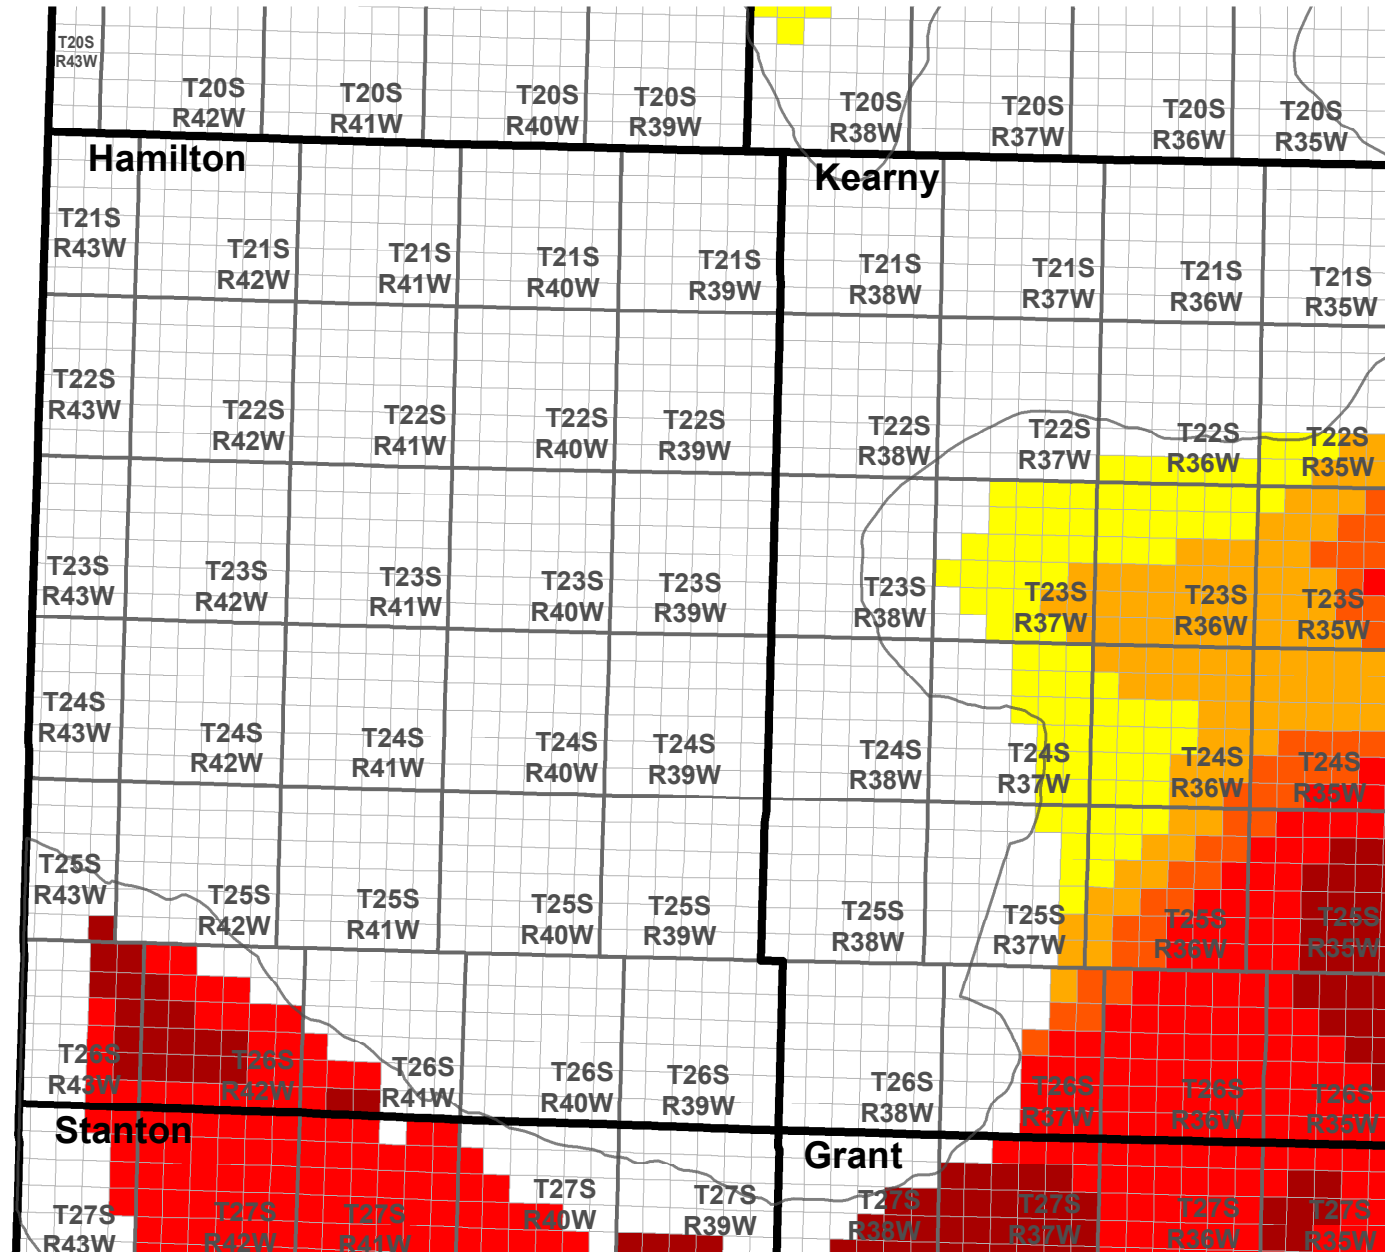 T20S
R43W
T20S
R42W
T20S
R41W
T20S
R40W
T20S
R39W
T20S
R38W
T20S
R37W
T20S
R36W
T20S
R35W
Hamilton
Kearny
T21S
R43W
T21S
R42W
T21S
R41W
T21S
R40W
T21S
R39W
T21S
R38W
T21S
R37W
T21S
R36W
T21S
R35W
T22S
R43W
T22S
R42W
T22S
R41W
T22S
R40W
T22S
R39W
T22S
R38W
T22S
R37W
T22S
R36W
T22S
R35W
T23S
R43W
T23S
R42W
T23S
R41W
T23S
R40W
T23S
R39W
T23S
R38W
T23S
R37W
T23S
R36W
T23S
R35W
T24S
R43W
T24S
R42W
T24S
R41W
T24S
R40W
T24S
R39W
T24S
R38W
T24S
R37W
T24S
R36W
T24S
R35W
T25S
R43W
T25S
R42W
T25S
R41W
T25S
R40W
T25S
R39W
T25S
R38W
T25S
R37W
T25S
R36W
T25S
R35W
T26S
R43W
T26S
R42W
T26S
R41W
T26S
R40W
T26S
R39W
T26S
R38W
T26S
R37W
T26S
R36W
T26S
R35W
Stanton
Grant
T27S
R43W
T27S
R42W
T27S
R41W
T27S
R40W
T27S
R39W
T27S
R38W
T27S
R37W
T27S
R36W
T27S
R35W